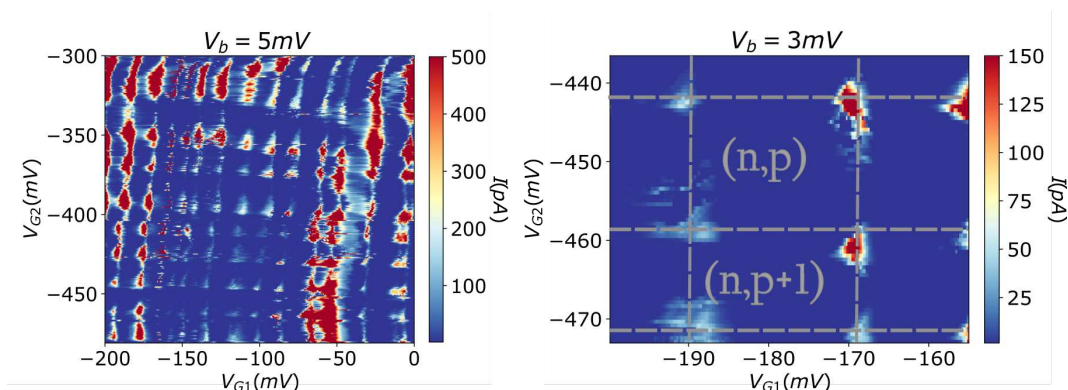 V_b = 5mV
−300
−350
−400
−450
V_G2(mV)
−200
−150
−100
−50
0
V_G1(mV)
500
400
300
200
100
I(pA)
V_b = 3mV
−440
−450
−460
−470
V_G2(mV)
(n,p)
(n,p+1)
−190
−180
−170
−160
V_G1(mV)
150
125
100
75
50
25
I(pA)